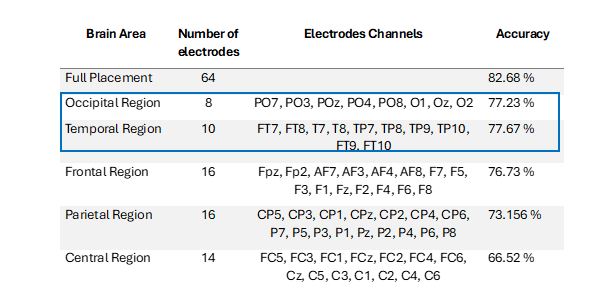 Brain Area Number of electrodes Electrodes Channels Accuracy
Full Placement 64 82.68 %
Occipital Region 8 PO7, PO3, POz, PO4, PO8, O1, Oz, O2 77.23 %
Temporal Region 10 FT7, FT8, T7, T8, TP7, TP8, TP9, TP10, 77.67 %
FT9, FT10
Frontal Region 16 Fpz, Fp2, AF7, AF3, AF4, AF8, F7, F5, 76.73 %
F3, F1, Fz, F2, F4, F6, F8
Parietal Region 16 CP5, CP3, CP1, CPz, CP2, CP4, CP6, 73.156 %
P7, P5, P3, P1, Pz, P2, P4, P6, P8
Central Region 14 FC5, FC3, FC1, FCz, FC2, FC4, FC6, 66.52 %
Cz, C5, C3, C1, C2, C4, C6